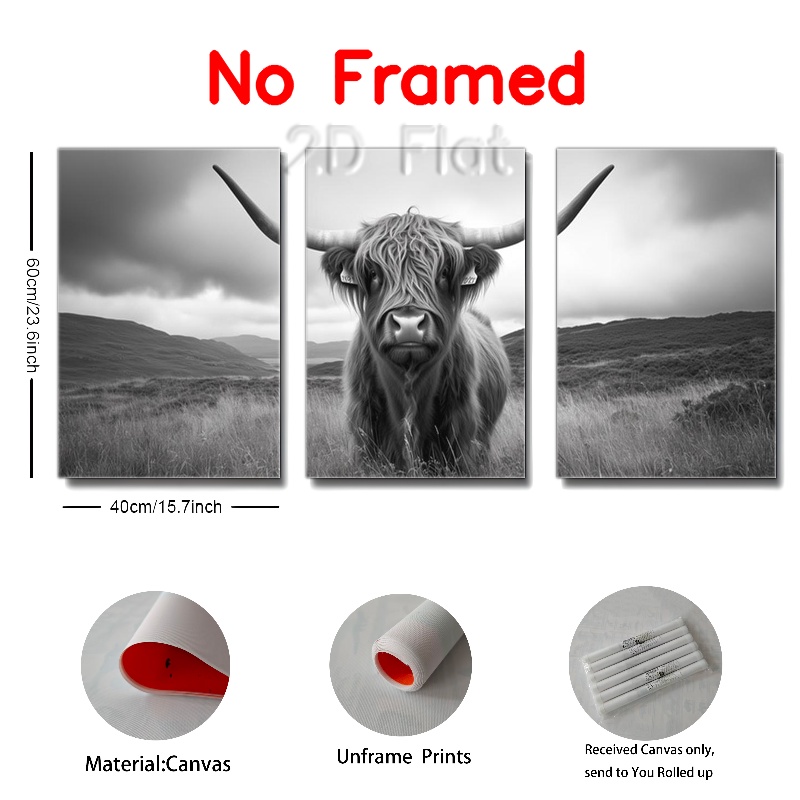 No Framed
2.D Flat.
60cm/23.6inch
40cm/15.7inch
Material:Canvas
Unframe Prints
Received Canvas only,
send to You Rolled up